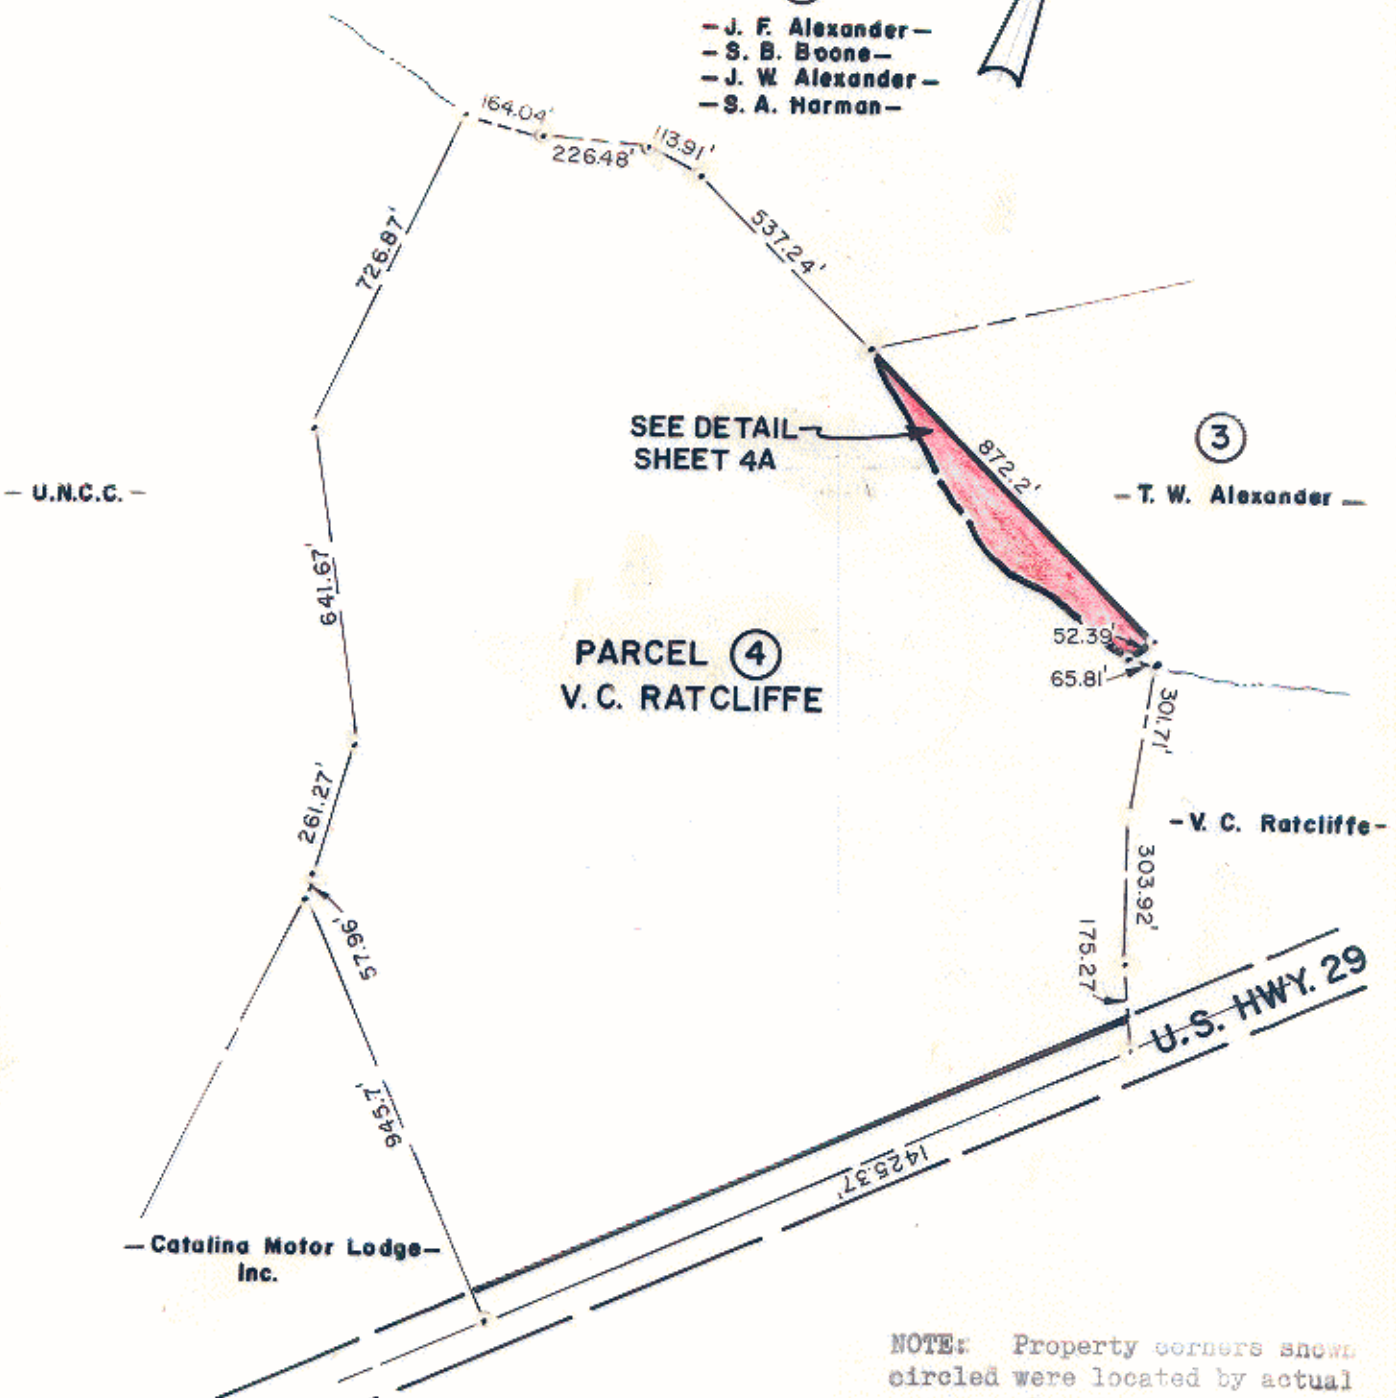 -J. F. Alexander-
-S. B. Boone-
-J. W. Alexander-
-S. A. Harman-
164.04'
226.48'
113.91'
537.24'
726.87'
SEE DETAIL
SHEET 4A
872.2'
3
-T. W. Alexander-
-U.N.C.C.-
641.67'
PARCEL 4
V. C. RATCLIFFE
52.39'
65.81'
301.71'
261.27'
-V. C. Ratcliffe-
303.92'
57.96'
175.27'
U.S. HWY. 29
945.7'
1425.37'
-Catalina Motor Lodge-
Inc.
NOTE: Property corners shown
circled were located by actual